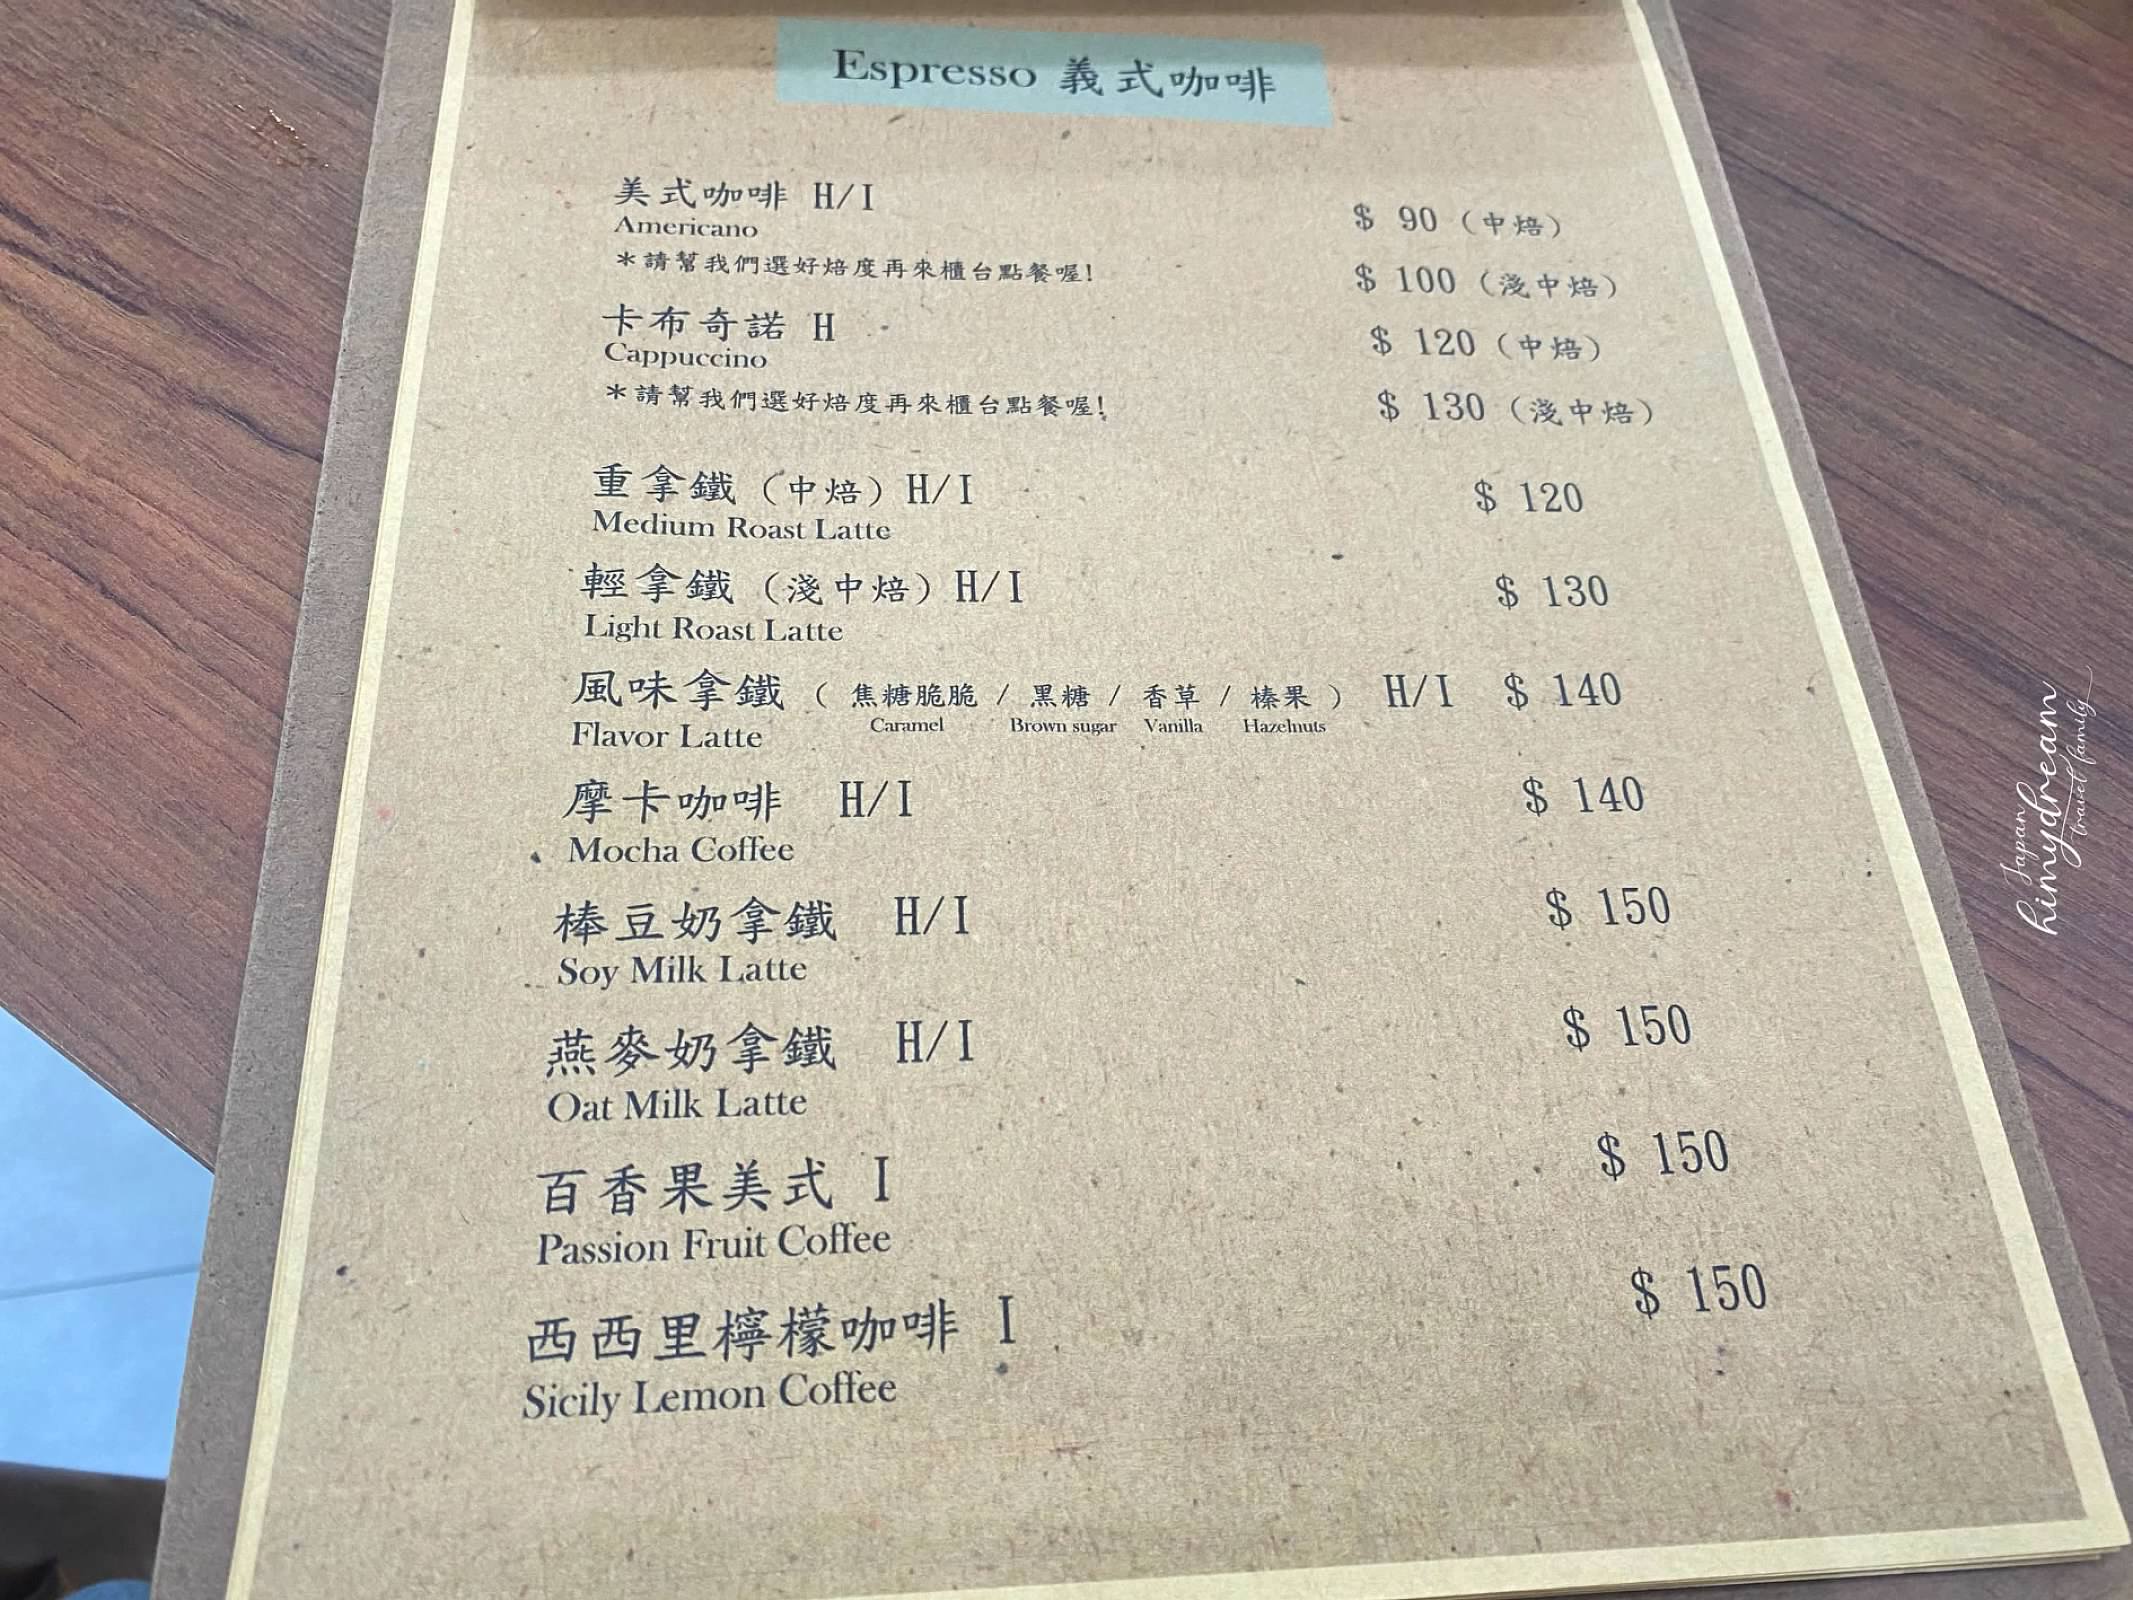 Espresso 義式咖啡
美式咖啡 H/I
Americano
$ 90 (中焙)
*請幫我們選好焙度再來櫃台點餐喔!
$ 100 (淺中焙)
卡布奇諾 H
Cappuccino
$ 120 (中焙)
*請幫我們選好焙度再來櫃台點餐喔!
$ 130 (淺中焙)
重拿鐵 (中焙) H/I $ 120
Medium Roast Latte
輕拿鐵 (淺中焙) H/I $ 130
Light Roast Latte
風味拿鐵 ( 焦糖脆脆 / 黑糖 / 香草 / 榛果 ) H/I $ 140
Flavor Latte Caramel Brown sugar Vanilla Hazelnuts
摩卡咖啡 H/I $ 140
Mocha Coffee
棒豆奶拿鐵 H/I $ 150
Soy Milk Latte
燕麥奶拿鐵 H/I $ 150
Oat Milk Latte
百香果美式 I $ 150
Passion Fruit Coffee
西西里檸檬咖啡 I $ 150
Sicily Lemon Coffee
Japan
himydream
travel family